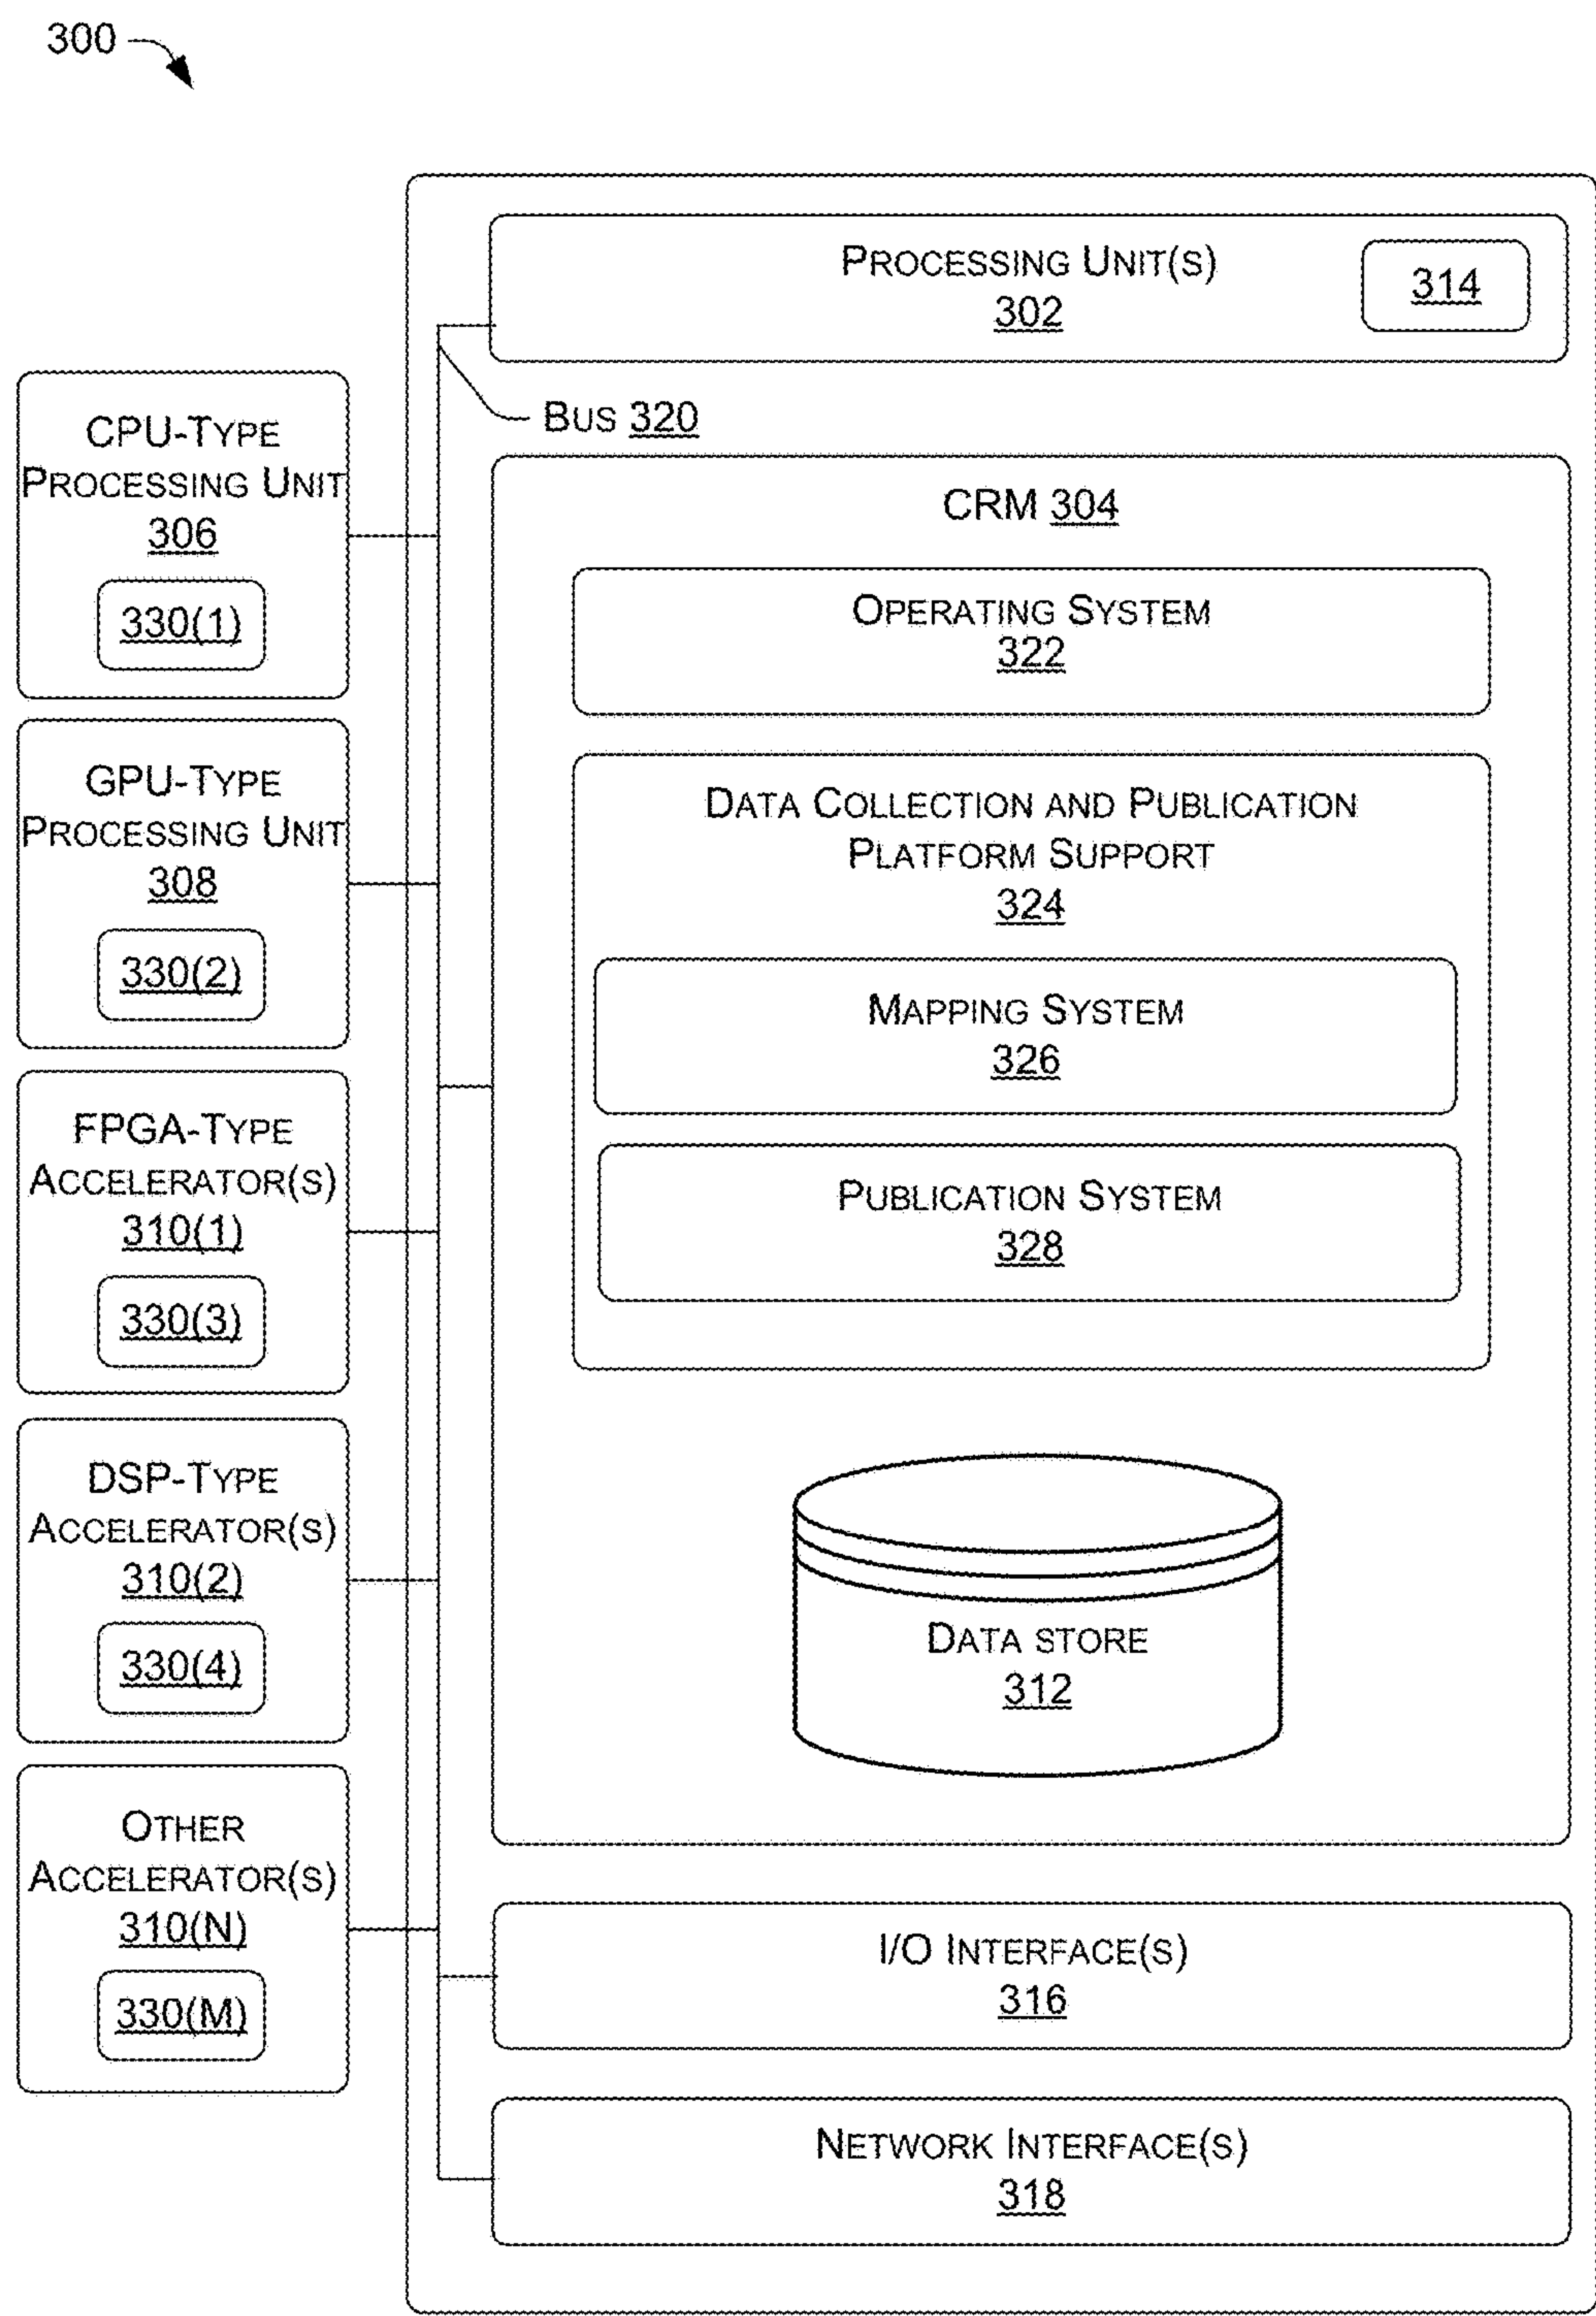 300
PROCESSING UNIT(S)
302
314
BUS 320
CPU-TYPE
PROCESSING UNIT
306
330(1)
GPU-TYPE
PROCESSING UNIT
308
330(2)
FPGA-TYPE
ACCELERATOR(S)
310(1)
330(3)
DSP-TYPE
ACCELERATOR(S)
310(2)
330(4)
OTHER
ACCELERATOR(S)
310(N)
330(M)
CRM 304
OPERATING SYSTEM
322
DATA COLLECTION AND PUBLICATION
PLATFORM SUPPORT
324
MAPPING SYSTEM
326
PUBLICATION SYSTEM
328
DATA STORE
312
I/O INTERFACE(S)
316
NETWORK INTERFACE(S)
318